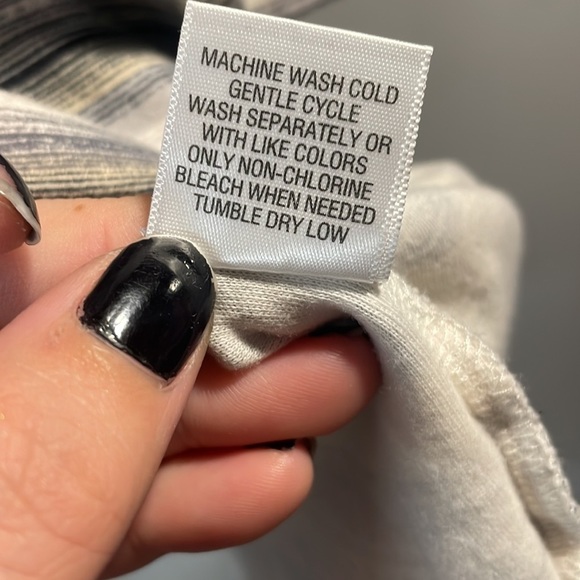 MACHINE WASH COLD
GENTLE CYCLE
WASH SEPARATELY OR
WITH LIKE COLORS
ONLY NON-CHLORINE
BLEACH WHEN NEEDED
TUMBLE DRY LOW